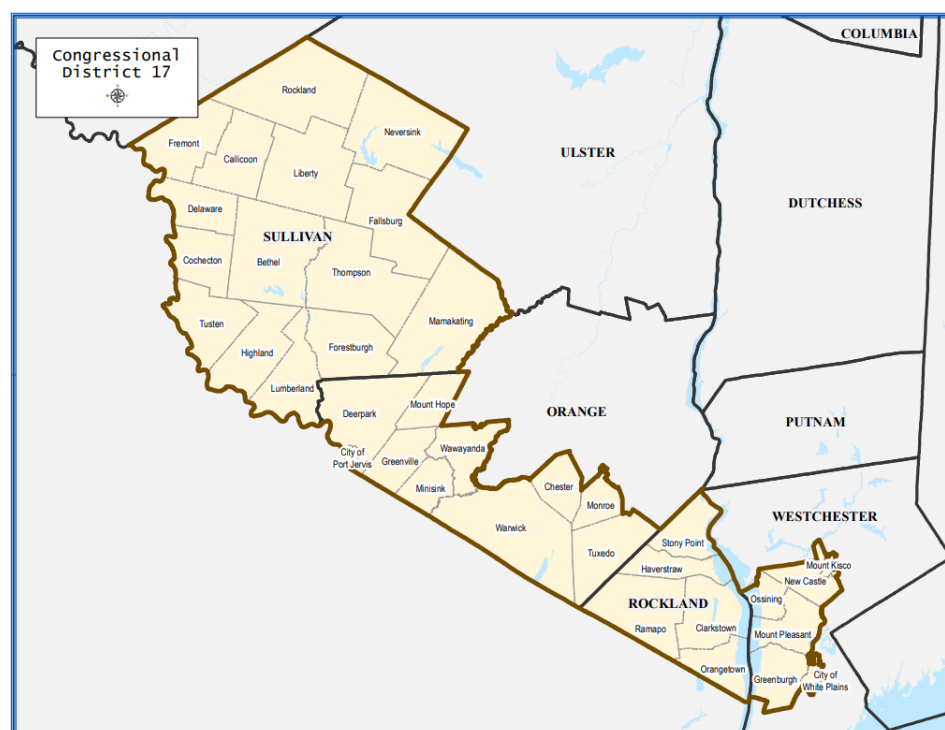 Congressional
District 17
COLUMBIA
Rockland
Neversink
Fremont
Callicoon
Liberty
ULSTER
DUTCHESS
Delaware
Fallsburg
SULLIVAN
Cochecton
Bethel
Thompson
Mamakating
Tusten
Highland
Forestburgh
Lumberland
Deerpark
Mount Hope
ORANGE
PUTNAM
City of
Port Jervis
Greenville
Wawayanda
Minisink
Chester
Monroe
Warwick
Tuxedo
WESTCHESTER
Stony Point
Haverstraw
Mount Kisco
New Castle
Ossining
ROCKLAND
Ramapo
Clarkstown
Mount Pleasant
Orangetown
Greenburgh
City of
White Plains